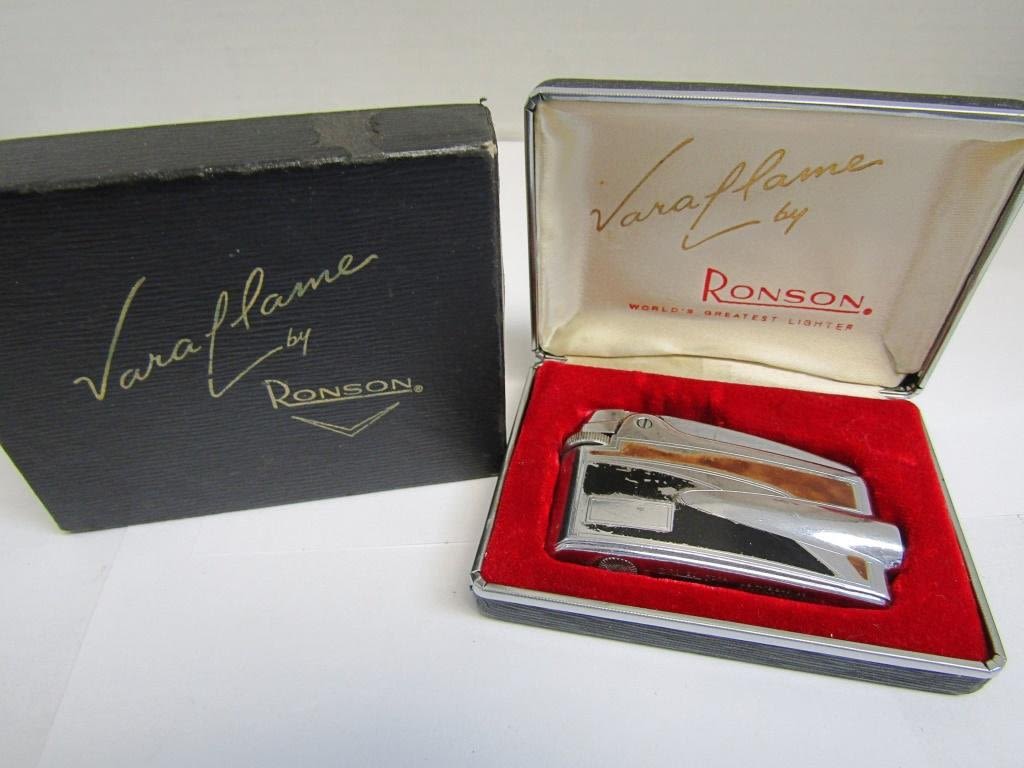 Varaflame
by
RONSON®
Varaflame
by
RONSON®
WORLD'S GREATEST LIGHTER